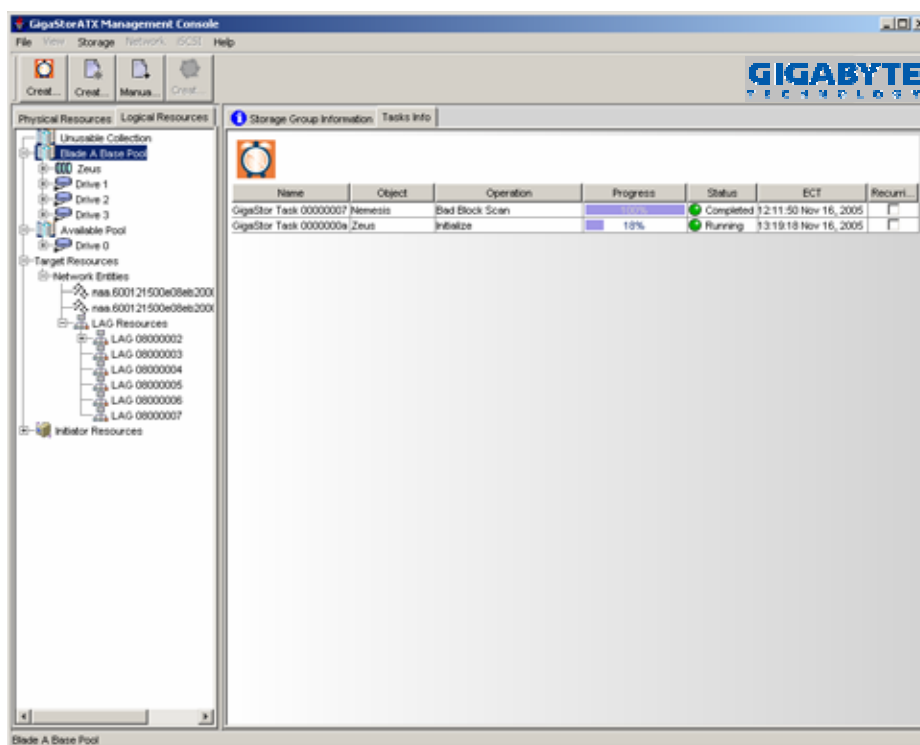 GigaStorATX Management Console
File View Storage Network iSCSI Help
Creat... Creat... Manua... Creat...
GIGABYTE
TECHNOLOGY
Physical Resources Logical Resources
Storage Group Information Tasks Info
Unusable Collection
Blade A Base Pool
Zeus
Drive 1
Drive 2
Drive 3
Available Pool
Drive 0
Target Resources
Network Entities
naa.600121500e08eb200
naa.600121500e08eb200
LAG Resources
LAG 08000002
LAG 08000003
LAG 08000004
LAG 08000005
LAG 08000006
LAG 08000007
Initiator Resources
Name Object Operation Progress Status ECT Recurri...
GigaStor Task 00000007 Nemesis Bad Block Scan 100% Completed 12:11:50 Nov 16, 2005
GigaStor Task 0000000a Zeus Initialize 18% Running 13:19:18 Nov 16, 2005
Blade A Base Pool